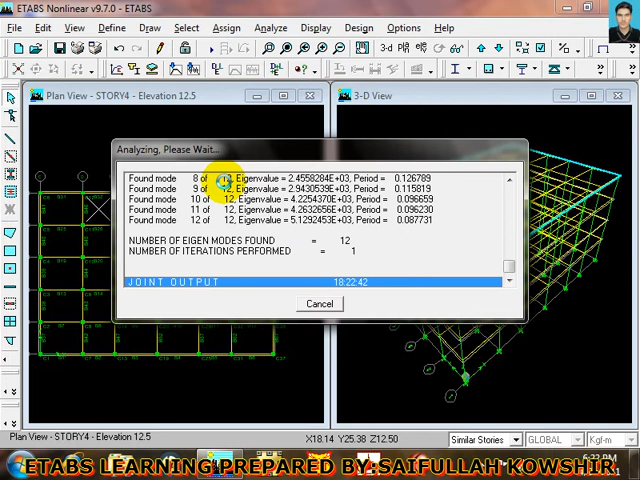 ETABS Nonlinear v9.7.0 - ETABS
File Edit View Define Draw Select Assign Analyze Display Design Options Help
3-d
Plan View - STORY4 - Elevation 12.5
3-D View
Analyzing, Please Wait...
Found mode 8 of 12, Eigenvalue = 2.4558284E+03, Period = 0.126789
Found mode 9 of 12, Eigenvalue = 2.9430539E+03, Period = 0.115819
Found mode 10 of 12, Eigenvalue = 4.2254370E+03, Period = 0.096659
Found mode 11 of 12, Eigenvalue = 4.2632656E+03, Period = 0.096230
Found mode 12 of 12, Eigenvalue = 5.1293453E+03, Period = 0.087731
NUMBER OF EIGEN MODES FOUND = 12
NUMBER OF ITERATIONS PERFORMED = 1
J O I N T O U T P U T 18:22:42
Cancel
Plan View - STORY4 - Elevation 12.5
X18.14 Y25.38 Z12.50
Similar Stories
GLOBAL
Kgf-m
ETABS LEARNING PREPARED BY:SAIFULLAH KOWSHIR